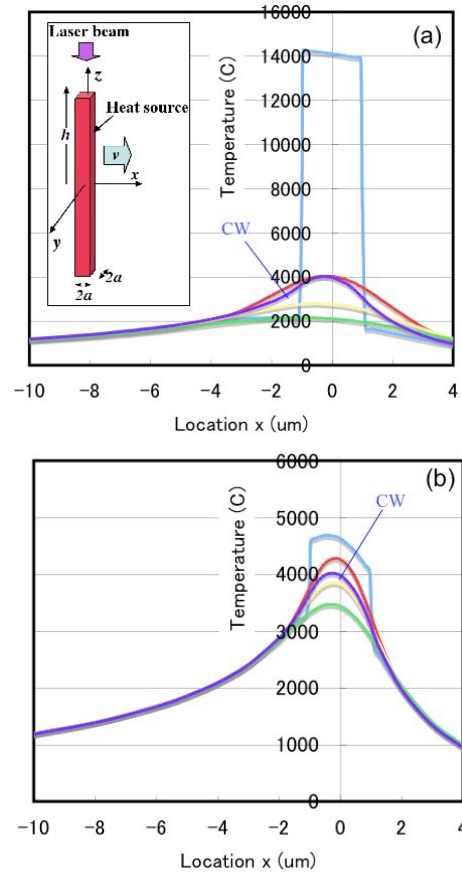 16000
(a)
Laser beam
14000
z
12000
Heat source
h
10000
v
x
8000
y
6000
CW
4000
2a
2a
2000
Temperature (C)
0
-10 -8 -6 -4 -2 0 2 4
Location x (um)
6000
(b)
CW
5000
4000
Temperature (C)
3000
2000
1000
0
-10 -8 -6 -4 -2 0 2 4
Location x (um)